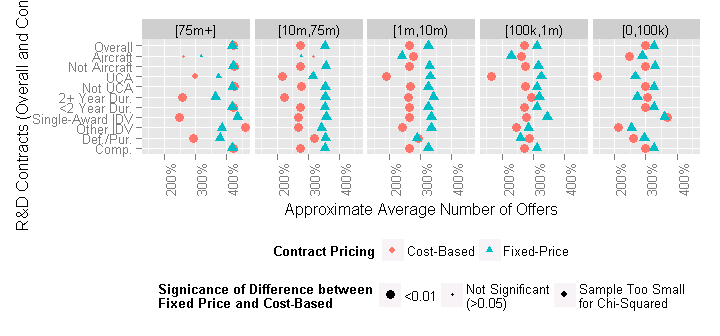 R&D Contracts (Overall and Con
[75m+] [10m,75m) [1m,10m) [100k,1m) [0,100k)
Overall
Aircraft
Not Aircraft
UCA
Not UCA
2+ Year Dur.
<2 Year Dur.
Single-Award IDV
Other IDV
Def./Pur.
Comp.
200% 300% 400% 200% 300% 400% 200% 300% 400% 200% 300% 400% 200% 300% 400%
Approximate Average Number of Offers
Contract Pricing Cost-Based Fixed-Price
Signicance of Difference between
Fixed Price and Cost-Based
<0.01
Not Significant
(>0.05)
Sample Too Small
for Chi-Squared